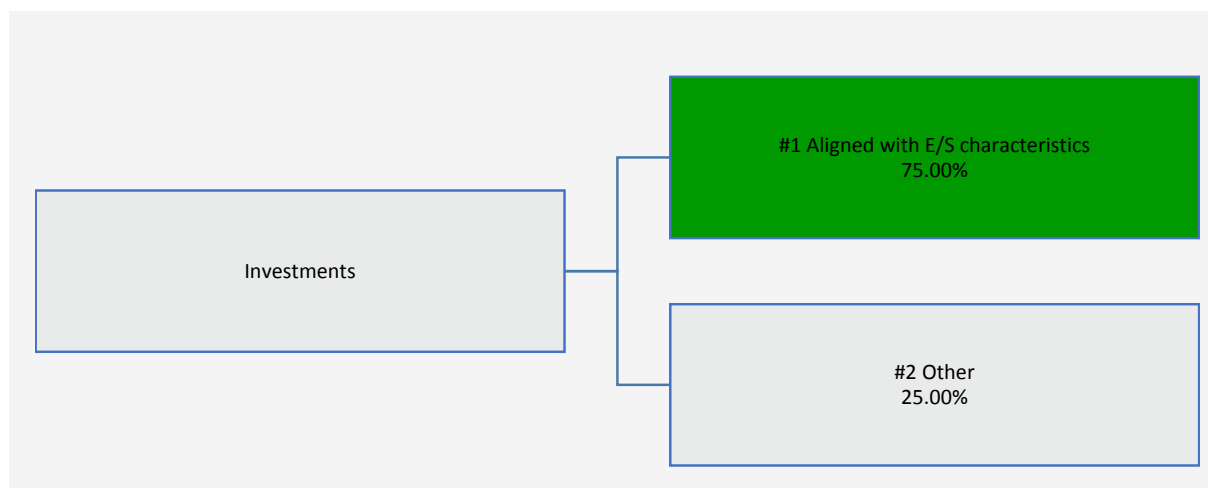 #1 Aligned with E/S characteristics
75.00%
Investments
#2 Other
25.00%